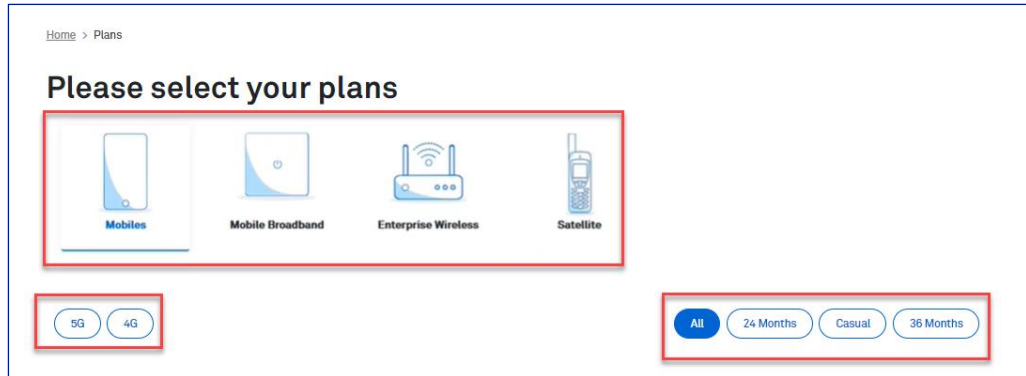 Home > Plans
Please select your plans
Mobiles Mobile Broadband Enterprise Wireless Satellite
5G 4G All 24 Months Casual 36 Months